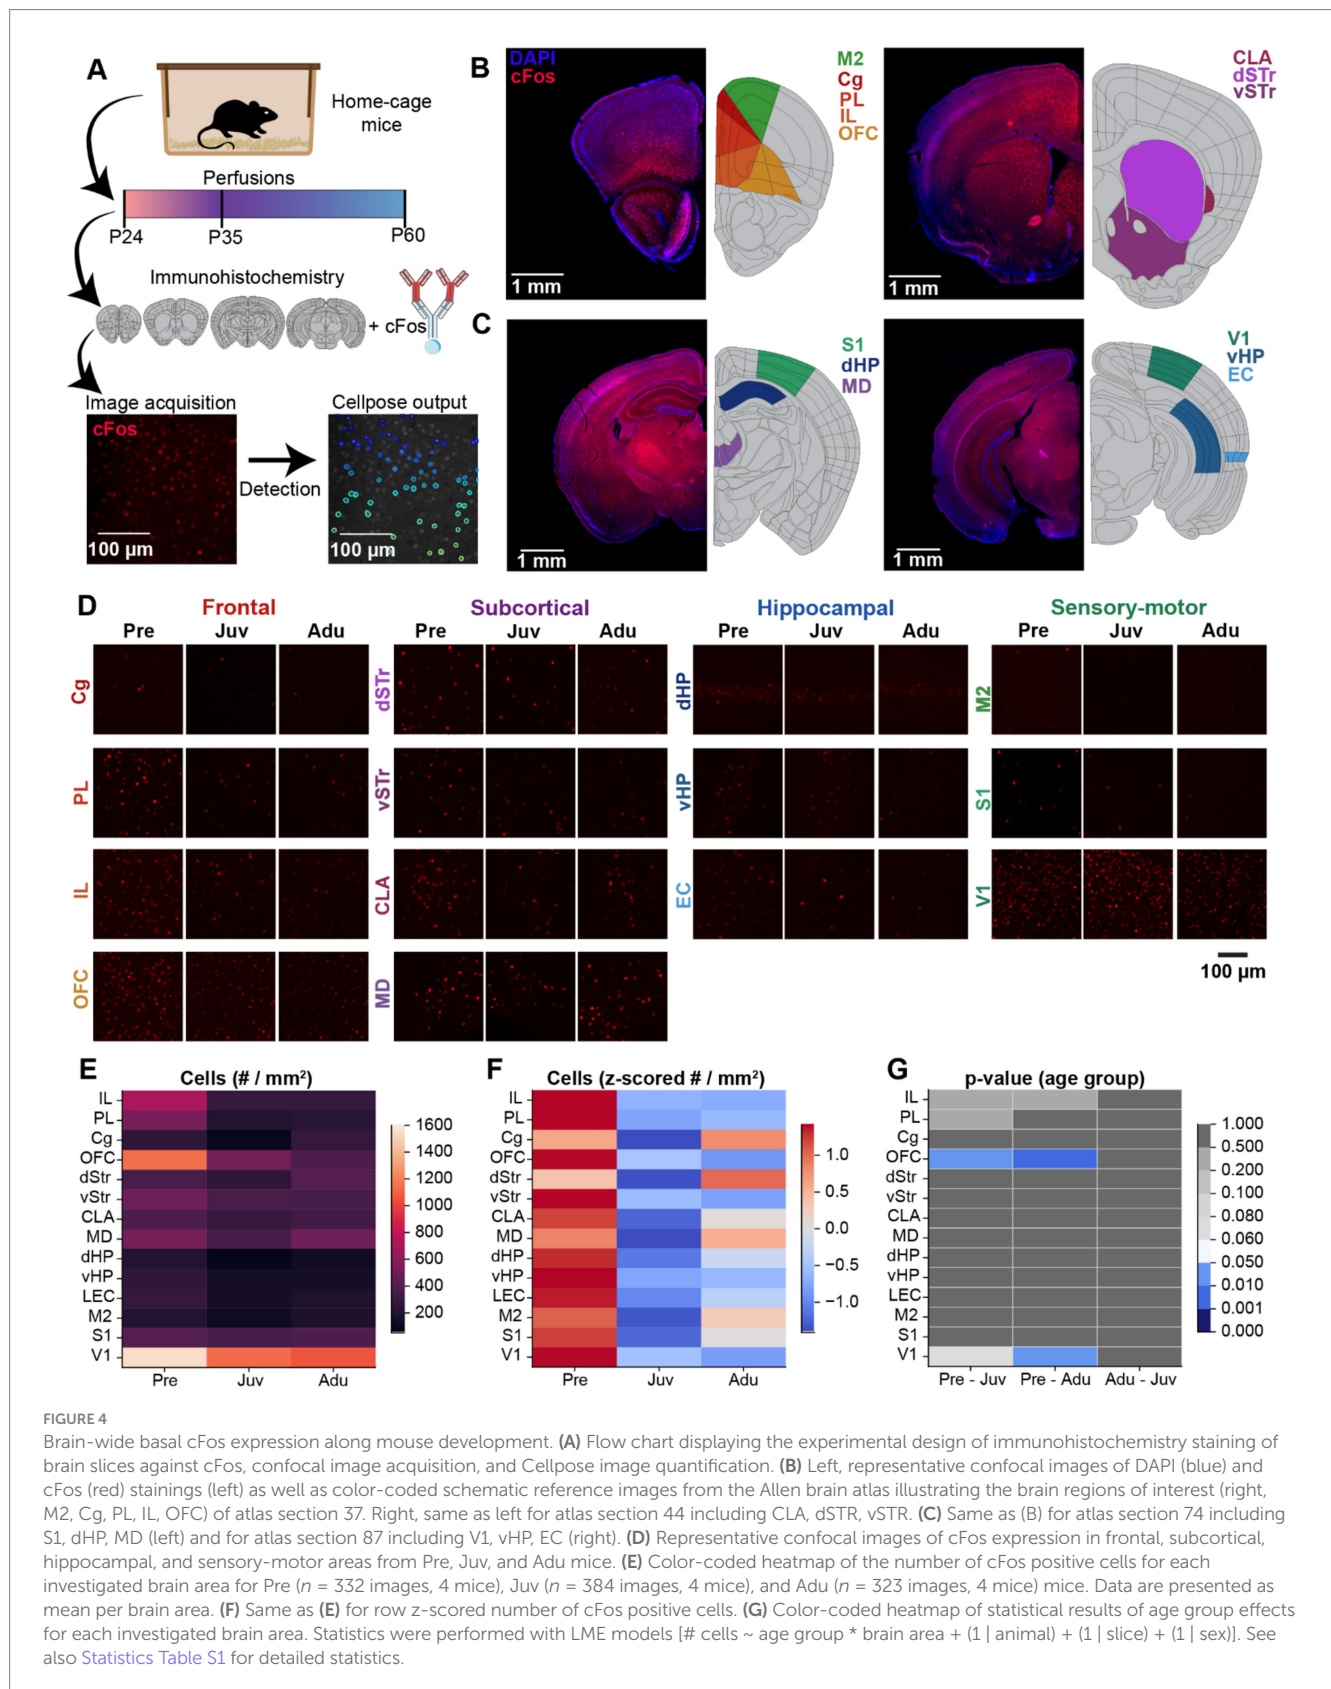 A
Home-cage
mice
Perfusions
P24 P35 P60
Immunohistochemistry
+ cFos
Image acquisition
cFos
100 µm
Detection
Cellpose output
100 µm
B
DAPI
cFos
1 mm
M2
Cg
PL
IL
OFC
1 mm
CLA
dSTr
vSTr
C
1 mm
S1
dHP
MD
1 mm
V1
vHP
EC
D
Frontal Subcortical Hippocampal Sensory-motor
Pre Juv Adu Pre Juv Adu Pre Juv Adu Pre Juv Adu
Cg dSTr dHP M2
PL vSTr vHP S1
IL CLA EC V1
OFC MD
100 µm
E
Cells (# / mm²)
IL
PL
Cg
OFC
dStr
vStr
CLA
MD
dHP
vHP
LEC
M2
S1
V1
Pre Juv Adu
1600
1400
1200
1000
800
600
400
200
F
Cells (z-scored # / mm²)
IL
PL
Cg
OFC
dStr
vStr
CLA
MD
dHP
vHP
LEC
M2
S1
V1
Pre Juv Adu
1.0
0.5
0.0
−0.5
−1.0
G
p-value (age group)
IL
PL
Cg
OFC
dStr
vStr
CLA
MD
dHP
vHP
LEC
M2
S1
V1
Pre - Juv Pre - Adu Adu - Juv
1.000
0.500
0.200
0.100
0.080
0.060
0.050
0.010
0.001
0.000
FIGURE 4
Brain-wide basal cFos expression along mouse development. (A) Flow chart displaying the experimental design of immunohistochemistry staining of
brain slices against cFos, confocal image acquisition, and Cellpose image quantification. (B) Left, representative confocal images of DAPI (blue) and
cFos (red) stainings (left) as well as color-coded schematic reference images from the Allen brain atlas illustrating the brain regions of interest (right,
M2, Cg, PL, IL, OFC) of atlas section 37. Right, same as left for atlas section 44 including CLA, dSTR, vSTR. (C) Same as (B) for atlas section 74 including
S1, dHP, MD (left) and for atlas section 87 including V1, vHP, EC (right). (D) Representative confocal images of cFos expression in frontal, subcortical,
hippocampal, and sensory-motor areas from Pre, Juv, and Adu mice. (E) Color-coded heatmap of the number of cFos positive cells for each
investigated brain area for Pre (n = 332 images, 4 mice), Juv (n = 384 images, 4 mice), and Adu (n = 323 images, 4 mice) mice. Data are presented as
mean per brain area. (F) Same as (E) for row z-scored number of cFos positive cells. (G) Color-coded heatmap of statistical results of age group effects
for each investigated brain area. Statistics were performed with LME models [# cells ~ age group * brain area + (1 | animal) + (1 | slice) + (1 | sex)]. See
also Statistics Table S1 for detailed statistics.